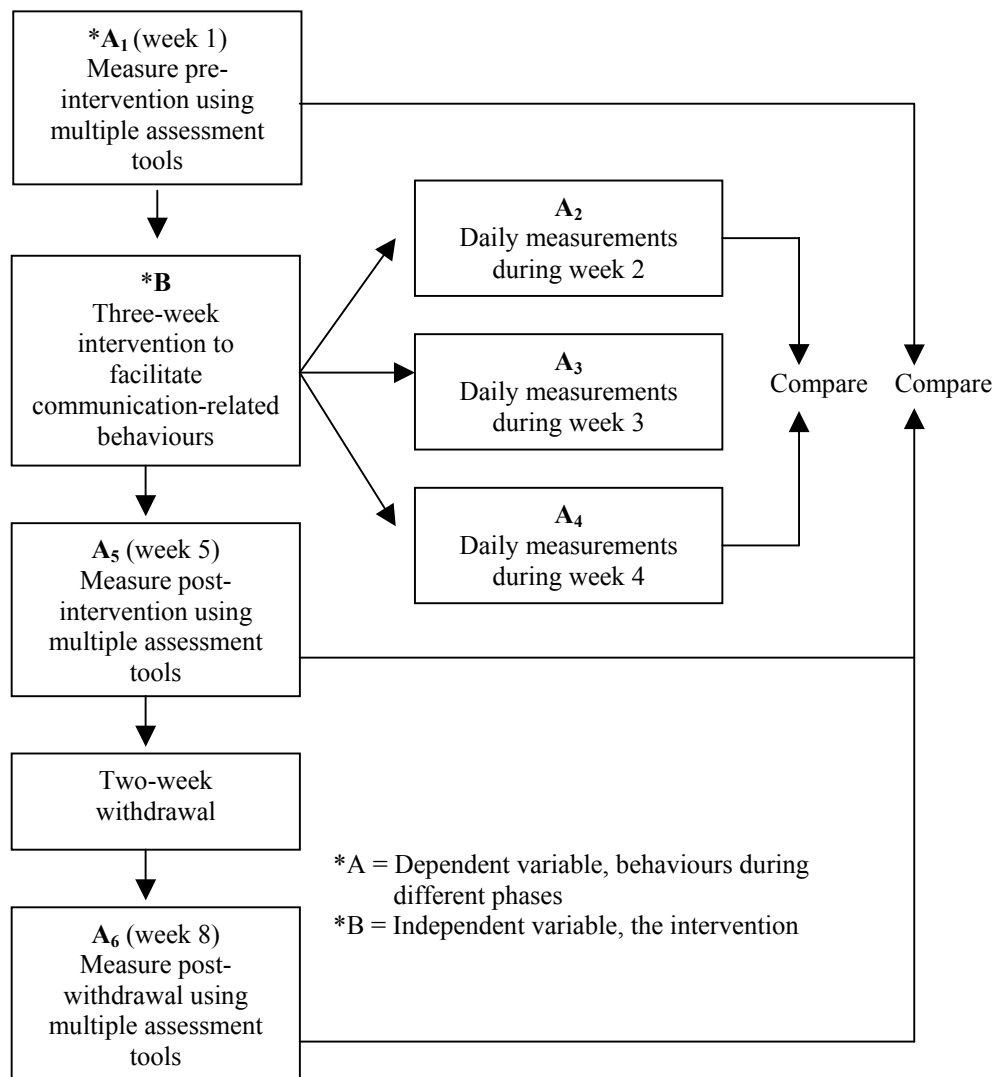 *A₁ (week 1)
Measure pre-
intervention using
multiple assessment
tools
*B
Three-week
intervention to
facilitate
communication-related
behaviours
A₂
Daily measurements
during week 2
A₃
Daily measurements
during week 3
A₄
Daily measurements
during week 4
Compare
Compare
A₅ (week 5)
Measure post-
intervention using
multiple assessment
tools
Two-week
withdrawal
A₆ (week 8)
Measure post-
withdrawal using
multiple assessment
tools
*A = Dependent variable, behaviours during
different phases
*B = Independent variable, the intervention